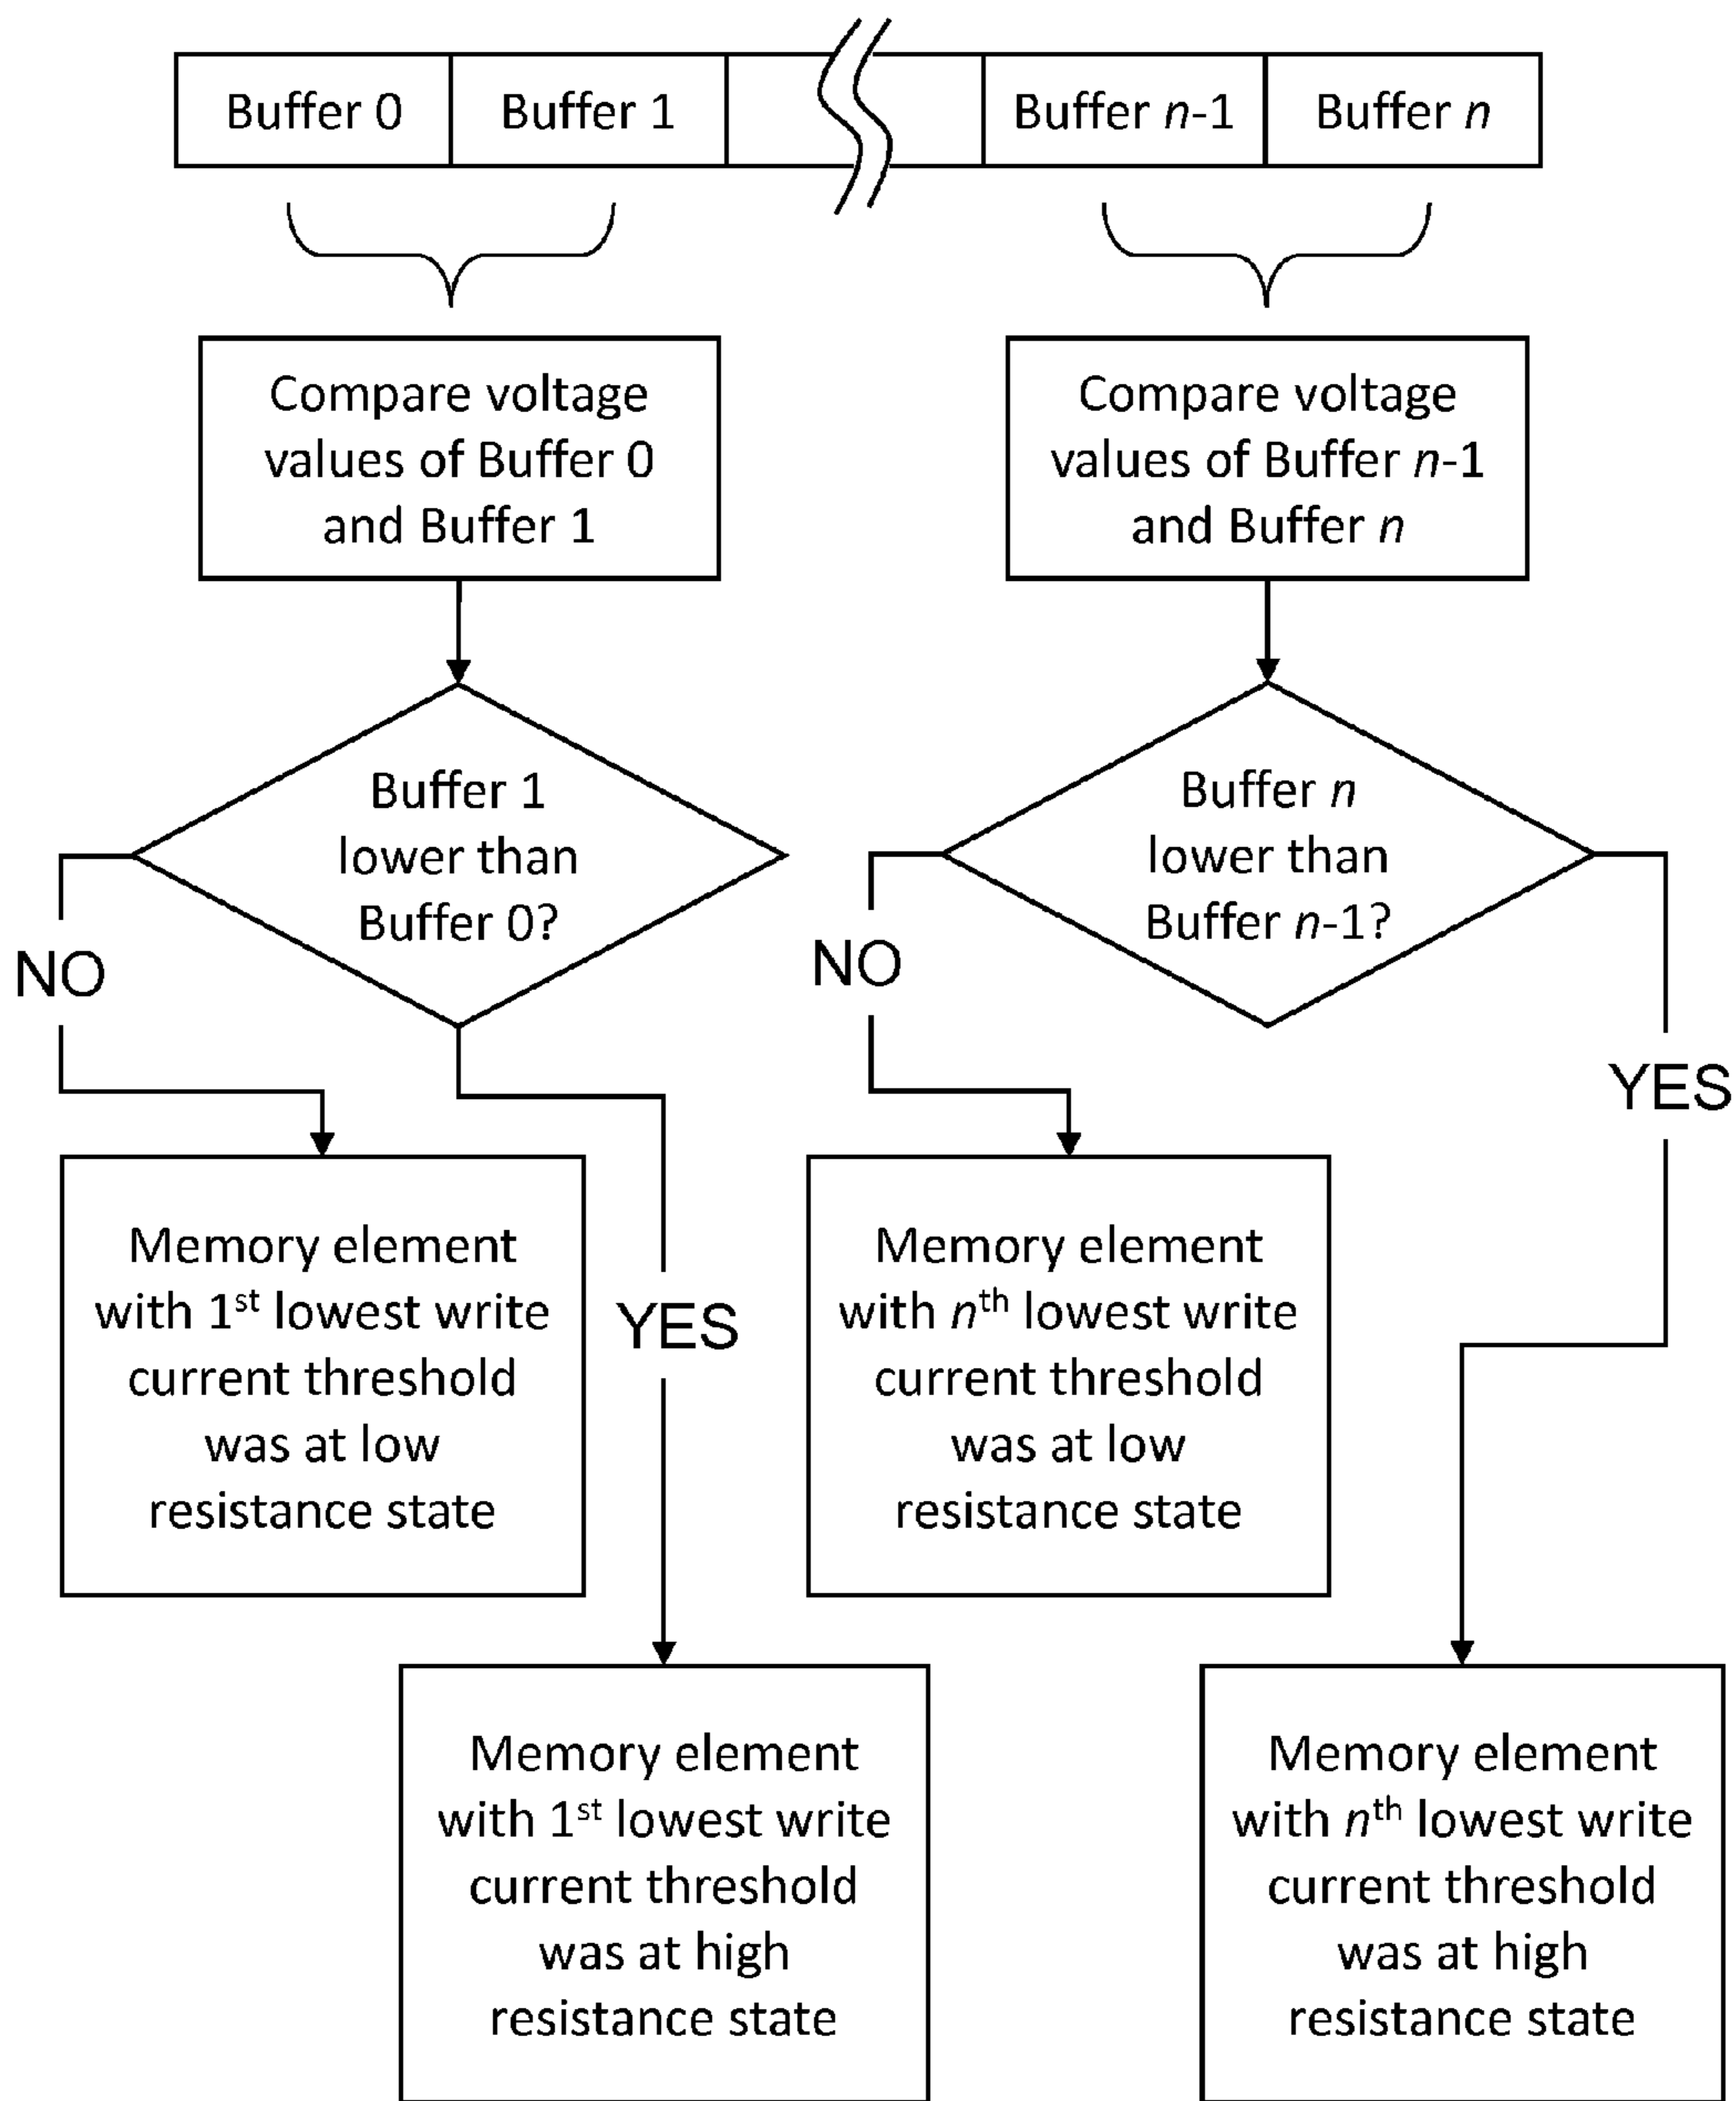 Buffer 0
Buffer 1
Buffer n-1
Buffer n
Compare voltage
values of Buffer 0
and Buffer 1
Compare voltage
values of Buffer n-1
and Buffer n
Buffer 1
lower than
Buffer 0?
Buffer n
lower than
Buffer n-1?
NO
NO
YES
Memory element
with 1st lowest write
current threshold
was at low
resistance state
YES
Memory element
with nth lowest write
current threshold
was at low
resistance state
Memory element
with 1st lowest write
current threshold
was at high
resistance state
Memory element
with nth lowest write
current threshold
was at high
resistance state